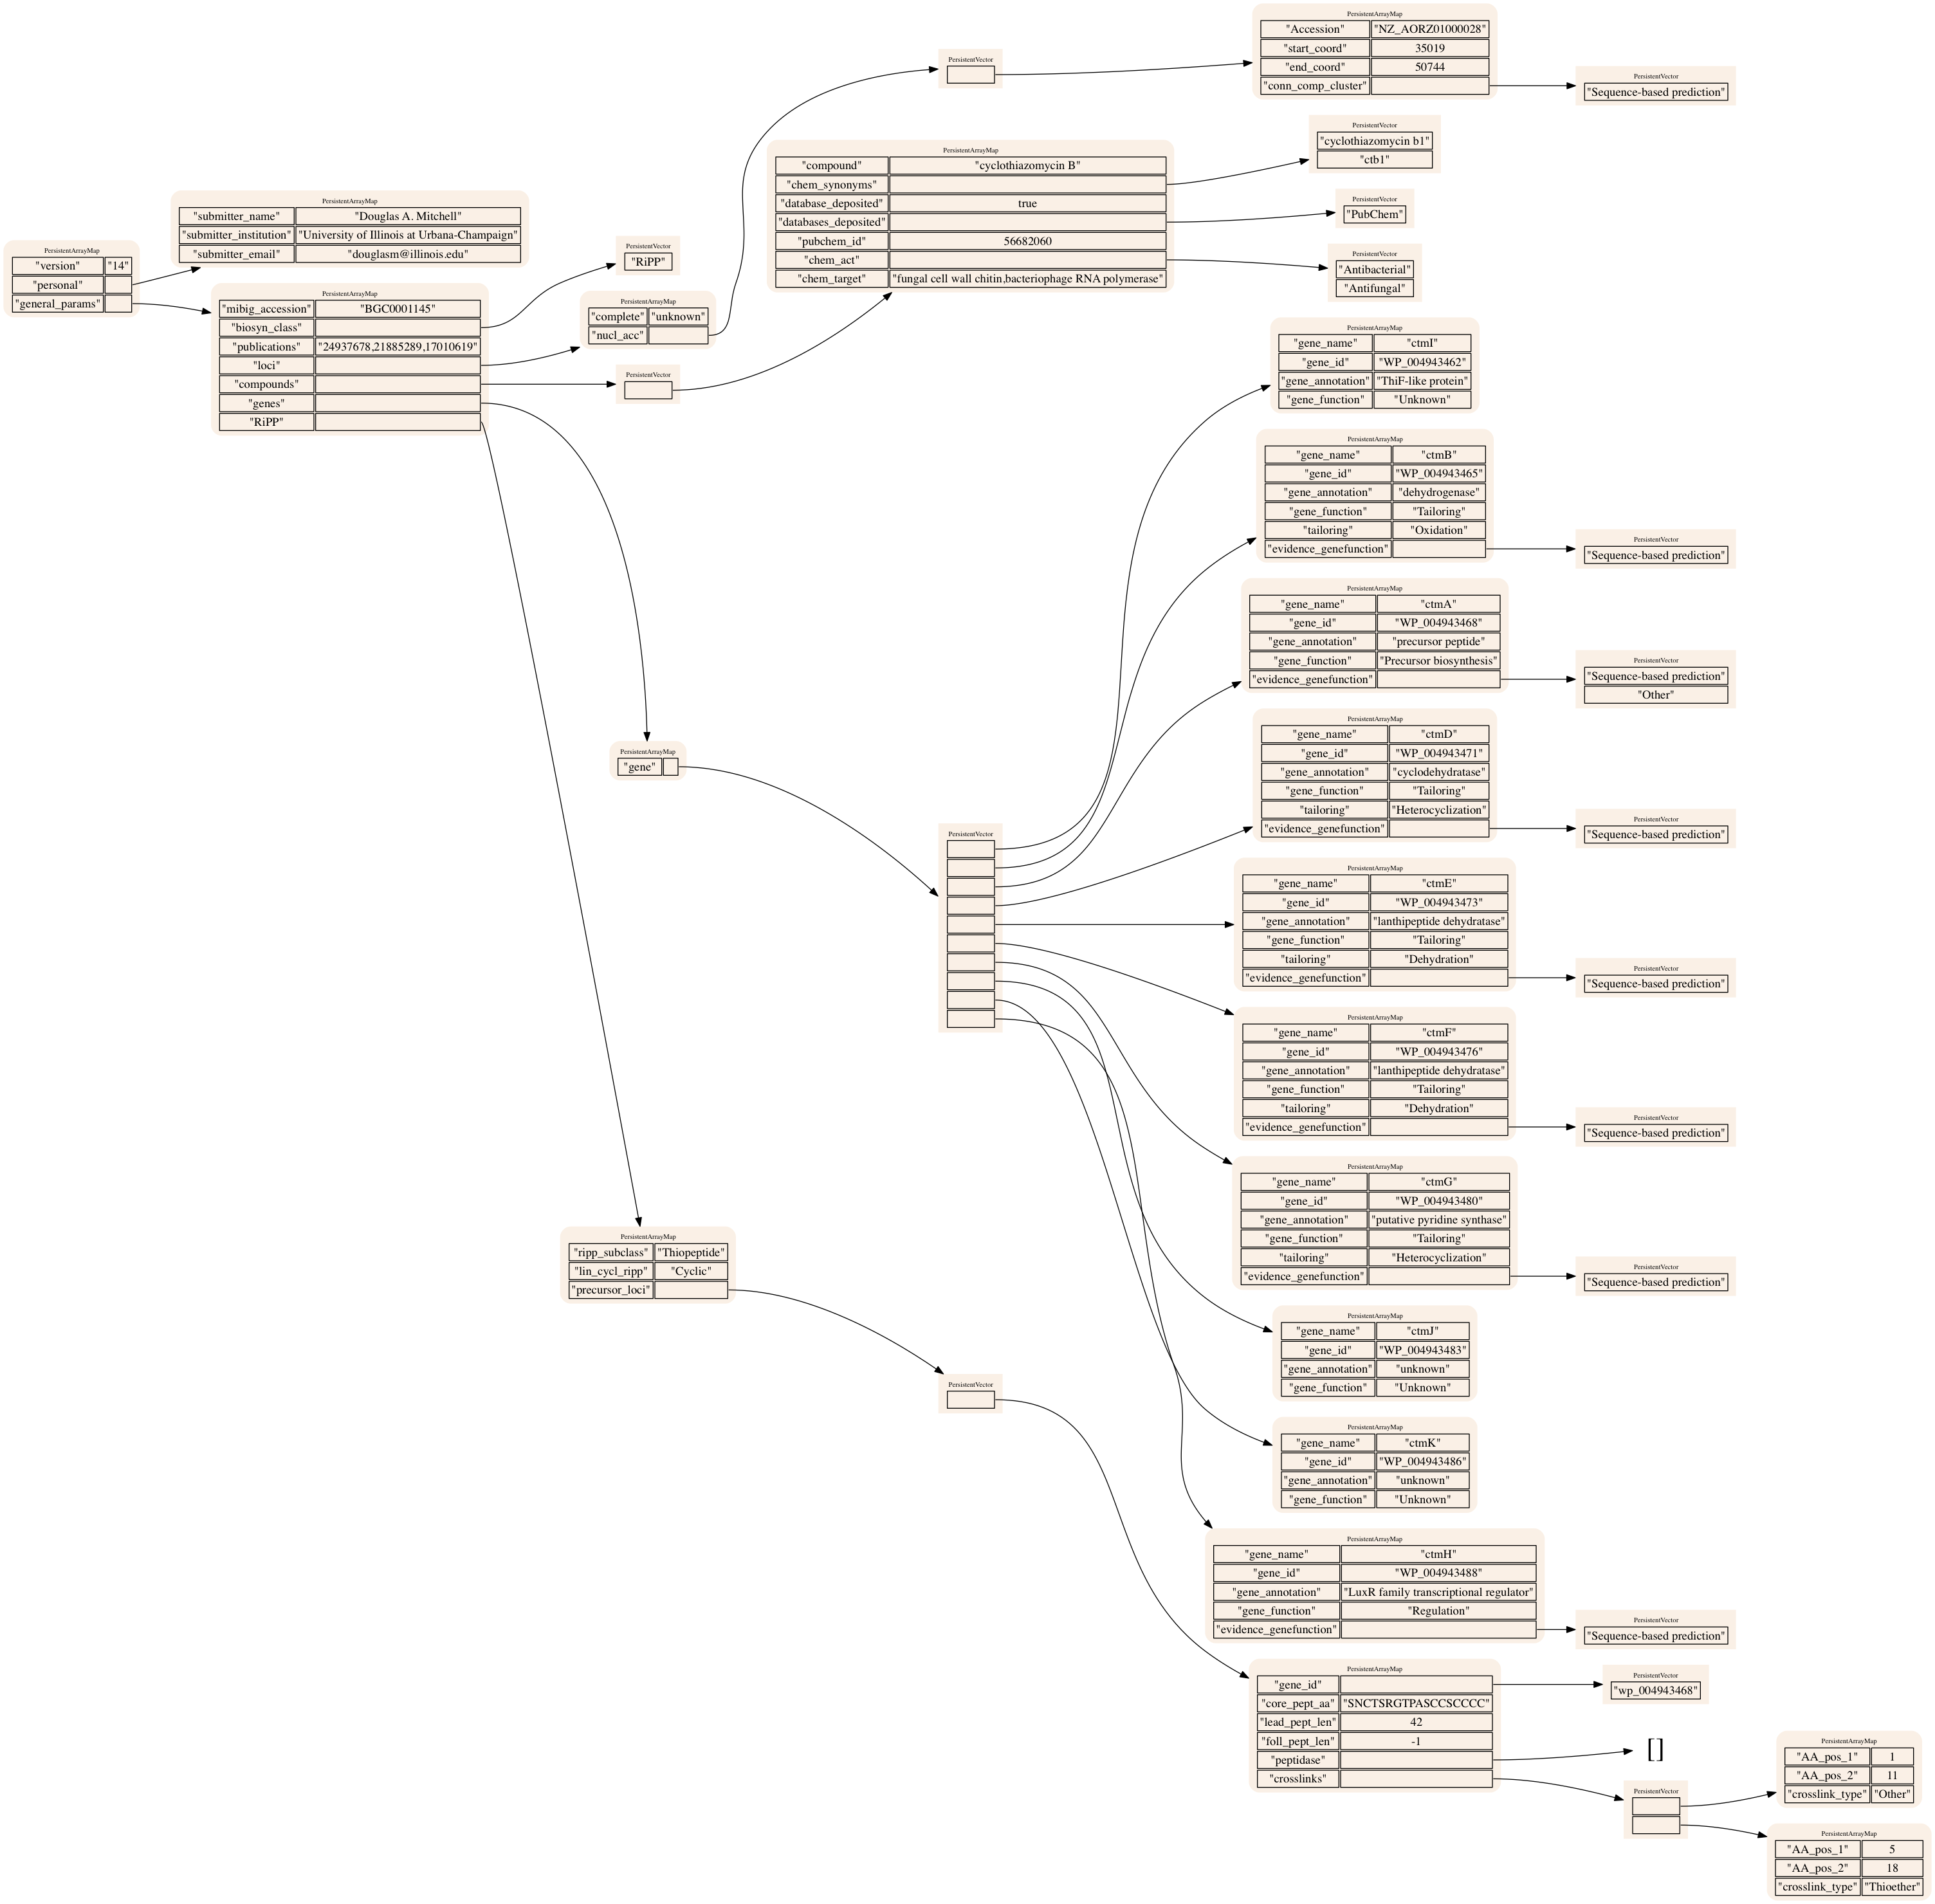 PersistentArrayMap
"version" "14"
"personal"
"general_params"
PersistentArrayMap
"submitter_name" "Douglas A. Mitchell"
"submitter_institution" "University of Illinois at Urbana-Champaign"
"submitter_email" "douglasm@illinois.edu"
PersistentArrayMap
"mibig_accession" "BGC0001145"
"biosyn_class"
"publications" "24937678,21885289,17010619"
"loci"
"compounds"
"genes"
"RiPP"
PersistentVector
"RiPP"
PersistentArrayMap
"complete" "unknown"
"nucl_acc"
PersistentVector
PersistentVector
PersistentArrayMap
"Accession" "NZ_AORZ01000028"
"start_coord" 35019
"end_coord" 50744
"conn_comp_cluster"
PersistentVector
"Sequence-based prediction"
PersistentArrayMap
"compound" "cyclothiazomycin B"
"chem_synonyms"
"database_deposited" true
"databases_deposited"
"pubchem_id" 56682060
"chem_act"
"chem_target" "fungal cell wall chitin,bacteriophage RNA polymerase"
PersistentVector
"cyclothiazomycin b1"
"ctb1"
PersistentVector
"PubChem"
PersistentVector
"Antibacterial"
"Antifungal"
PersistentArrayMap
"gene"
PersistentVector
PersistentArrayMap
"gene_name" "ctmI"
"gene_id" "WP_004943462"
"gene_annotation" "ThiF-like protein"
"gene_function" "Unknown"
PersistentArrayMap
"gene_name" "ctmB"
"gene_id" "WP_004943465"
"gene_annotation" "dehydrogenase"
"gene_function" "Tailoring"
"tailoring" "Oxidation"
"evidence_genefunction"
PersistentVector
"Sequence-based prediction"
PersistentArrayMap
"gene_name" "ctmA"
"gene_id" "WP_004943468"
"gene_annotation" "precursor peptide"
"gene_function" "Precursor biosynthesis"
"evidence_genefunction"
PersistentVector
"Sequence-based prediction"
"Other"
PersistentArrayMap
"gene_name" "ctmD"
"gene_id" "WP_004943471"
"gene_annotation" "cyclodehydratase"
"gene_function" "Tailoring"
"tailoring" "Heterocyclization"
"evidence_genefunction"
PersistentVector
"Sequence-based prediction"
PersistentArrayMap
"gene_name" "ctmE"
"gene_id" "WP_004943473"
"gene_annotation" "lanthipeptide dehydratase"
"gene_function" "Tailoring"
"tailoring" "Dehydration"
"evidence_genefunction"
PersistentVector
"Sequence-based prediction"
PersistentArrayMap
"gene_name" "ctmF"
"gene_id" "WP_004943476"
"gene_annotation" "lanthipeptide dehydratase"
"gene_function" "Tailoring"
"tailoring" "Dehydration"
"evidence_genefunction"
PersistentVector
"Sequence-based prediction"
PersistentArrayMap
"gene_name" "ctmG"
"gene_id" "WP_004943480"
"gene_annotation" "putative pyridine synthase"
"gene_function" "Tailoring"
"tailoring" "Heterocyclization"
"evidence_genefunction"
PersistentVector
"Sequence-based prediction"
PersistentArrayMap
"gene_name" "ctmJ"
"gene_id" "WP_004943483"
"gene_annotation" "unknown"
"gene_function" "Unknown"
PersistentArrayMap
"gene_name" "ctmK"
"gene_id" "WP_004943486"
"gene_annotation" "unknown"
"gene_function" "Unknown"
PersistentArrayMap
"gene_name" "ctmH"
"gene_id" "WP_004943488"
"gene_annotation" "LuxR family transcriptional regulator"
"gene_function" "Regulation"
"evidence_genefunction"
PersistentVector
"Sequence-based prediction"
PersistentArrayMap
"ripp_subclass" "Thiopeptide"
"lin_cycl_ripp" "Cyclic"
"precursor_loci"
PersistentVector
PersistentArrayMap
"gene_id"
"core_pept_aa" "SNCTSRGTPASCCSCCCC"
"lead_pept_len" 42
"foll_pept_len" -1
"peptidase"
"crosslinks"
PersistentVector
"wp_004943468"
[]
PersistentVector
PersistentArrayMap
"AA_pos_1" 1
"AA_pos_2" 11
"crosslink_type" "Other"
PersistentArrayMap
"AA_pos_1" 5
"AA_pos_2" 18
"crosslink_type" "Thioether"